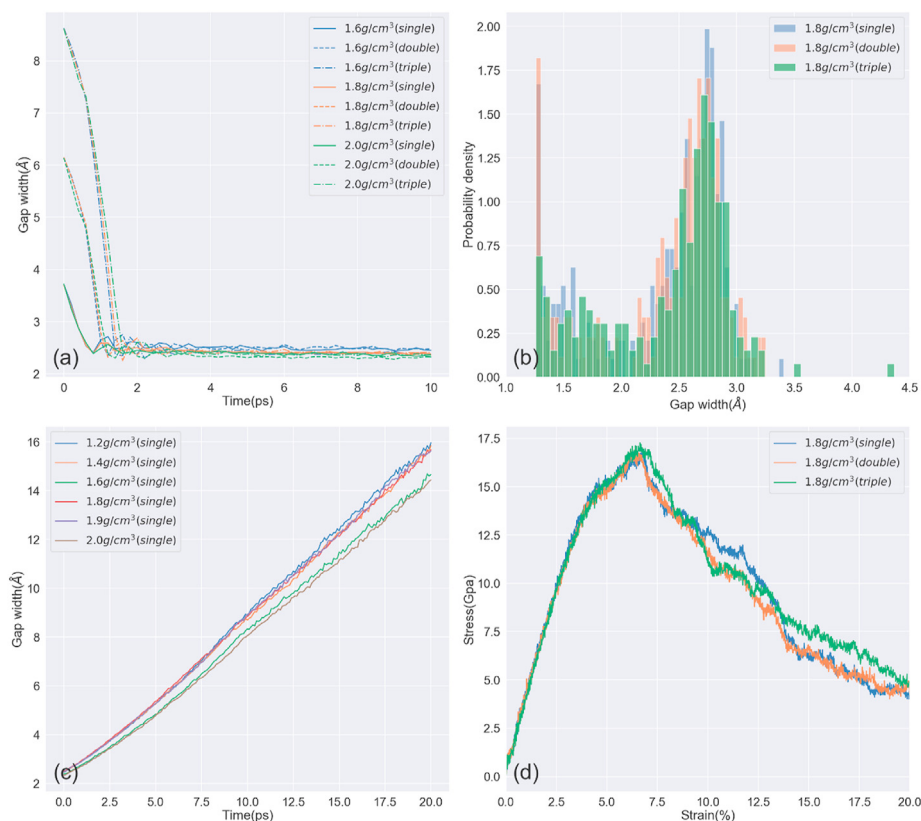 8
7
6
5
4
3
2
Gap width(Å)
1.6g/cm³(single)
1.6g/cm³(double)
1.6g/cm³(triple)
1.8g/cm³(single)
1.8g/cm³(double)
1.8g/cm³(triple)
2.0g/cm³(single)
2.0g/cm³(double)
2.0g/cm³(triple)
(a)
0 2 4 6 8 10
Time(ps)
2.00
1.75
1.50
1.25
1.00
0.75
0.50
0.25
0.00
Probability density
1.8g/cm³(single)
1.8g/cm³(double)
1.8g/cm³(triple)
(b)
1.0 1.5 2.0 2.5 3.0 3.5 4.0 4.5
Gap width(Å)
16
14
12
10
8
6
4
2
Gap width(Å)
1.2g/cm³(single)
1.4g/cm³(single)
1.6g/cm³(single)
1.8g/cm³(single)
1.9g/cm³(single)
2.0g/cm³(single)
(c)
0.0 2.5 5.0 7.5 10.0 12.5 15.0 17.5 20.0
Time(ps)
17.5
15.0
12.5
10.0
7.5
5.0
2.5
0.0
Stress(Gpa)
1.8g/cm³(single)
1.8g/cm³(double)
1.8g/cm³(triple)
(d)
0.0 2.5 5.0 7.5 10.0 12.5 15.0 17.5 20.0
Strain(%)